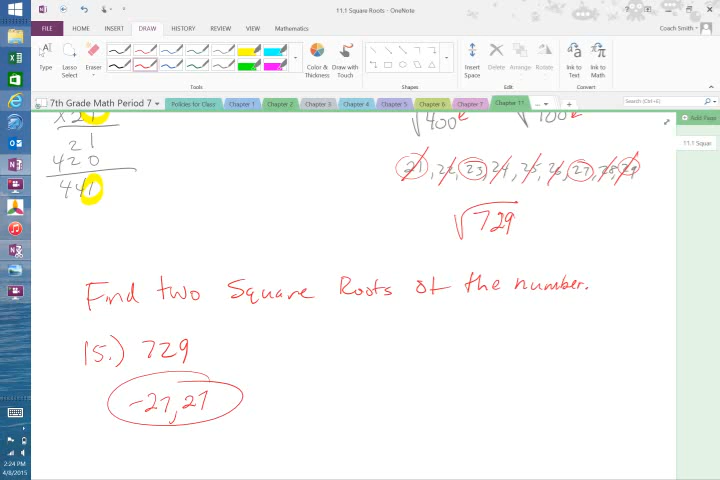 11.1 Square Roots - OneNote
FILE HOME INSERT DRAW HISTORY REVIEW VIEW Mathematics
Coach Smith
Type Lasso Select Eraser
Color & Thickness Draw with Touch
Insert Space Delete Arrange Rotate
Ink to Text Ink to Math
Tools Shapes Edit Convert
7th Grade Math Period 7 Policies for Class Chapter 1 Chapter 2 Chapter 3 Chapter 4 Chapter 5 Chapter 6 Chapter 7 Chapter 11 ... Search (Ctrl+E)
Add Page
11.1 Squar
x 21
√400 √100
21
420
441
21, 22, 23, 24, 25, 26, 27, 28, 29
√729
Find two Square Roots of the number.
15.) 729
-27, 27
2:24 PM
4/8/2015